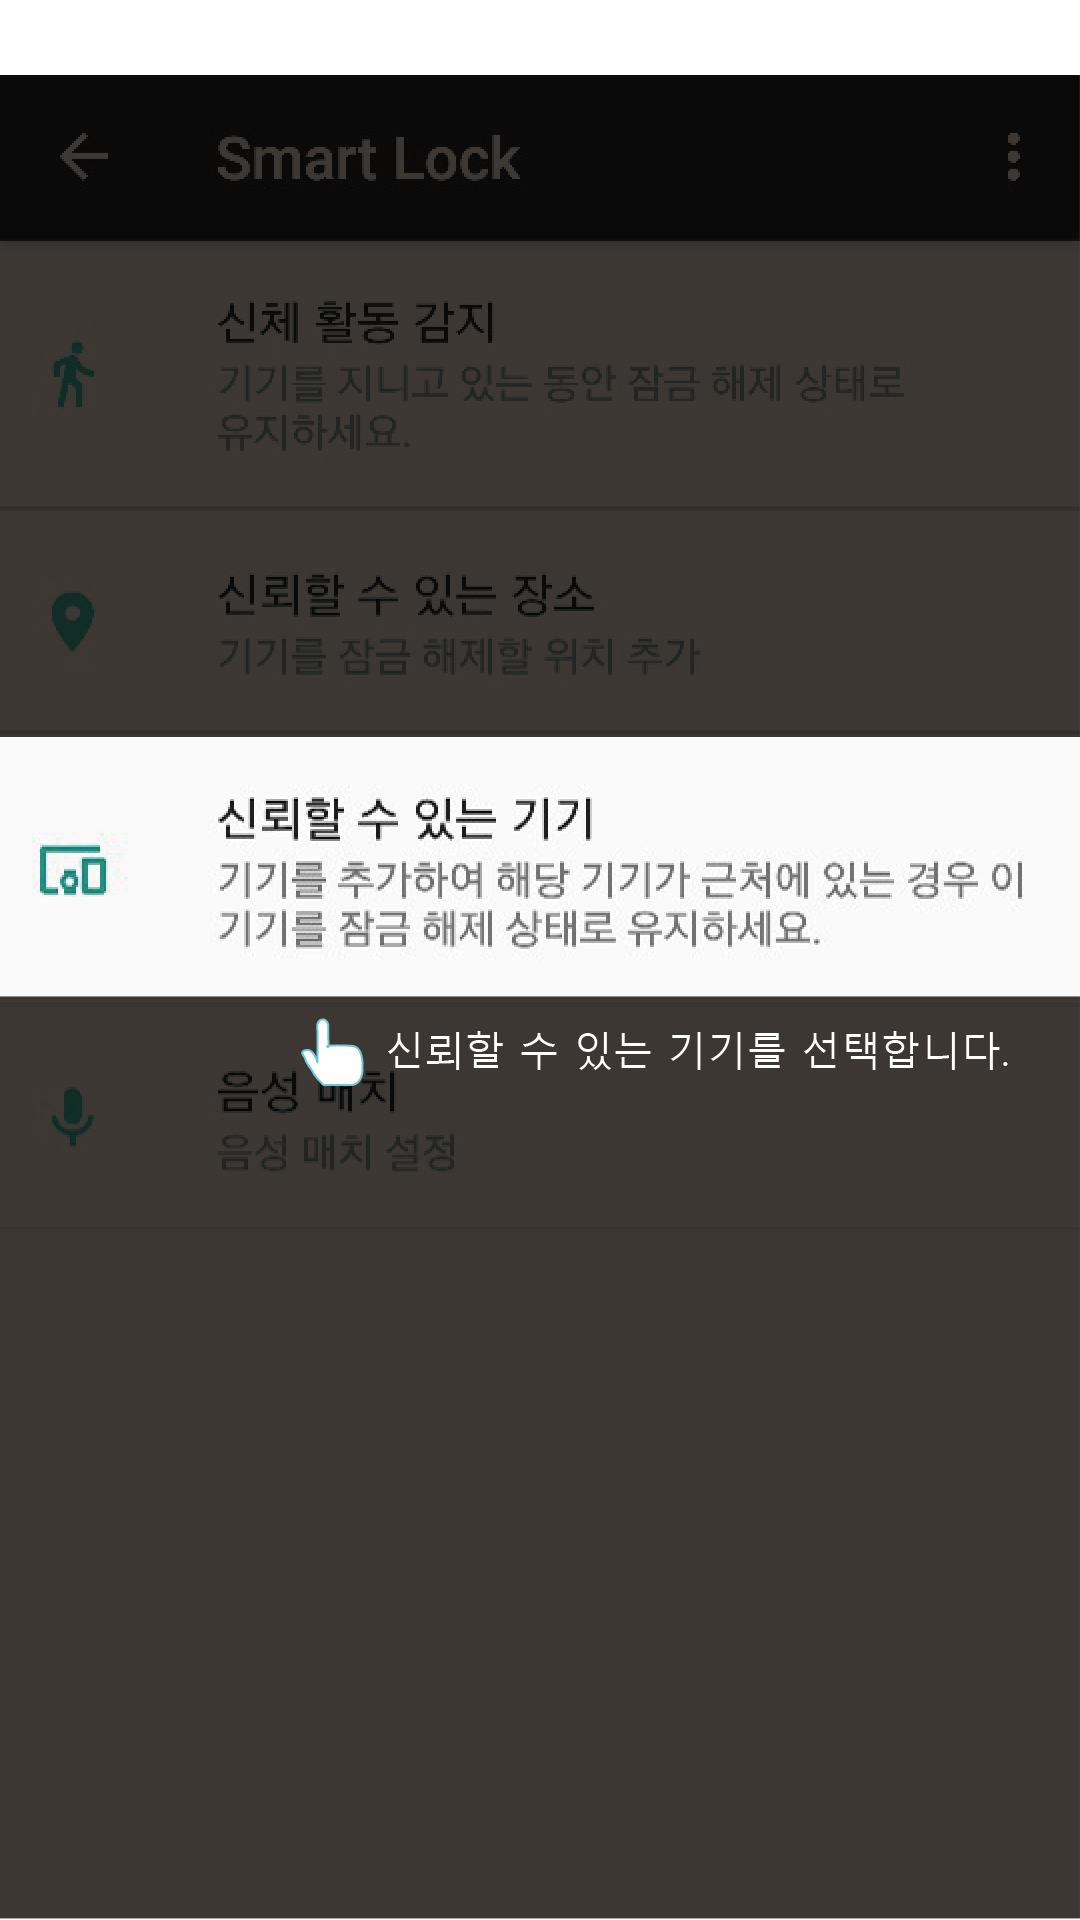 Smart Lock
신체 활동 감지
기기를 지니고 있는 동안 잠금 해제 상태로
유지하세요.
신뢰할 수 있는 장소
기기를 잠금 해제할 위치 추가
신뢰할 수 있는 기기
기기를 추가하여 해당 기기가 근처에 있는 경우 이
기기를 잠금 해제 상태로 유지하세요.
신뢰할 수 있는 기기를 선택합니다.
음성 매치
음성 매치 설정